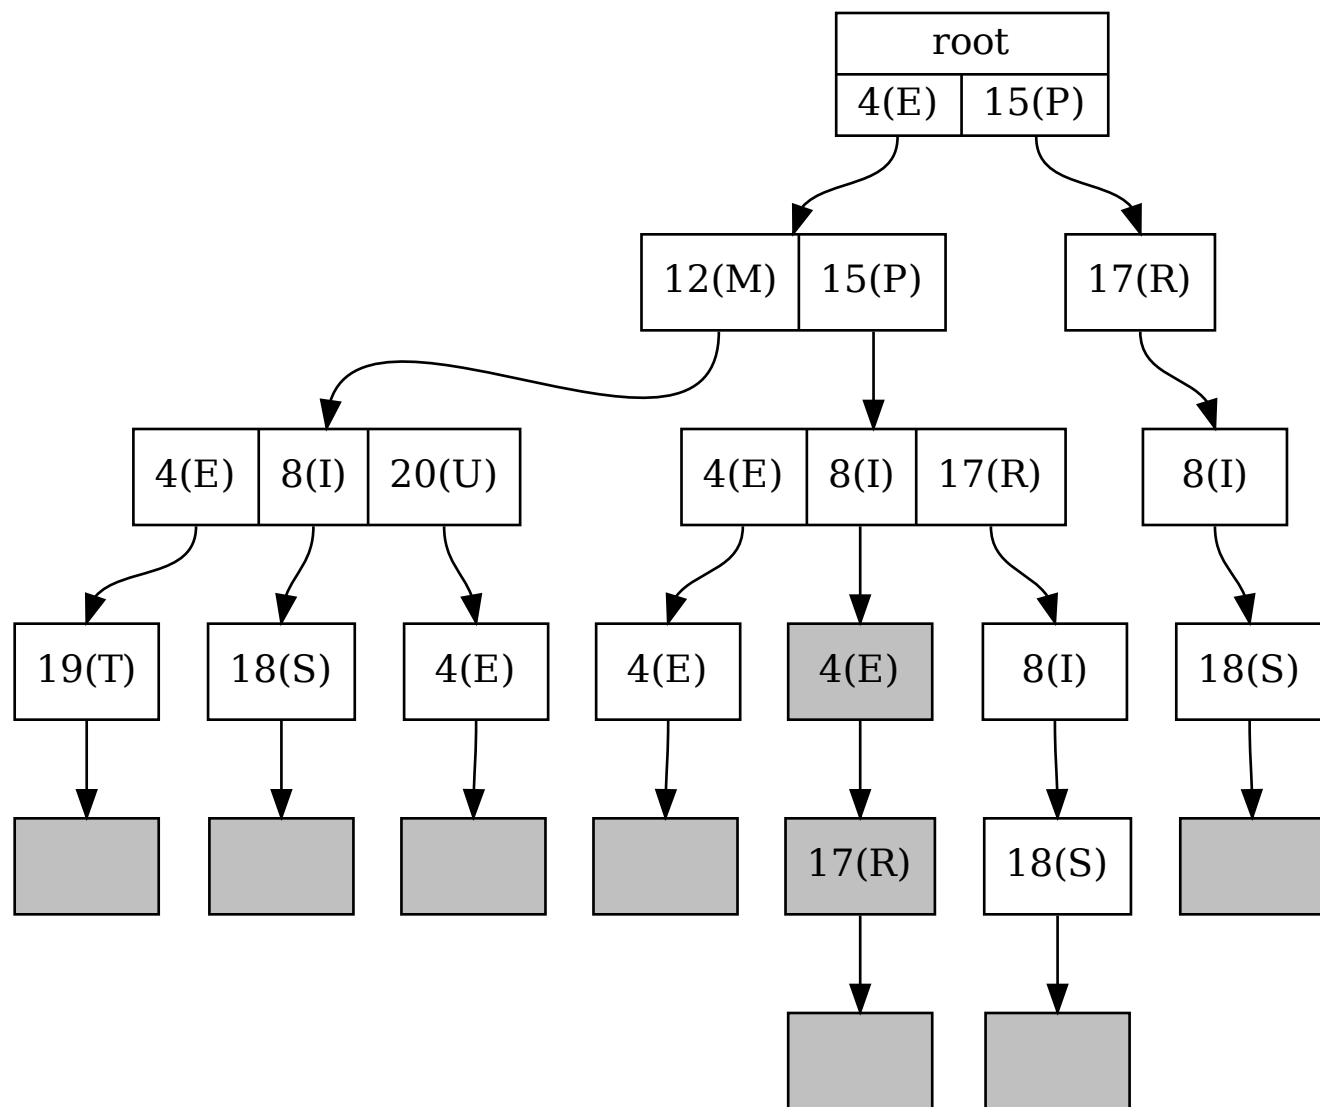 root
4(E) 15(P)
12(M) 15(P) 17(R)
4(E) 8(I) 20(U) 4(E) 8(I) 17(R) 8(I)
19(T) 18(S) 4(E) 4(E) 4(E) 8(I) 18(S)
17(R) 18(S)